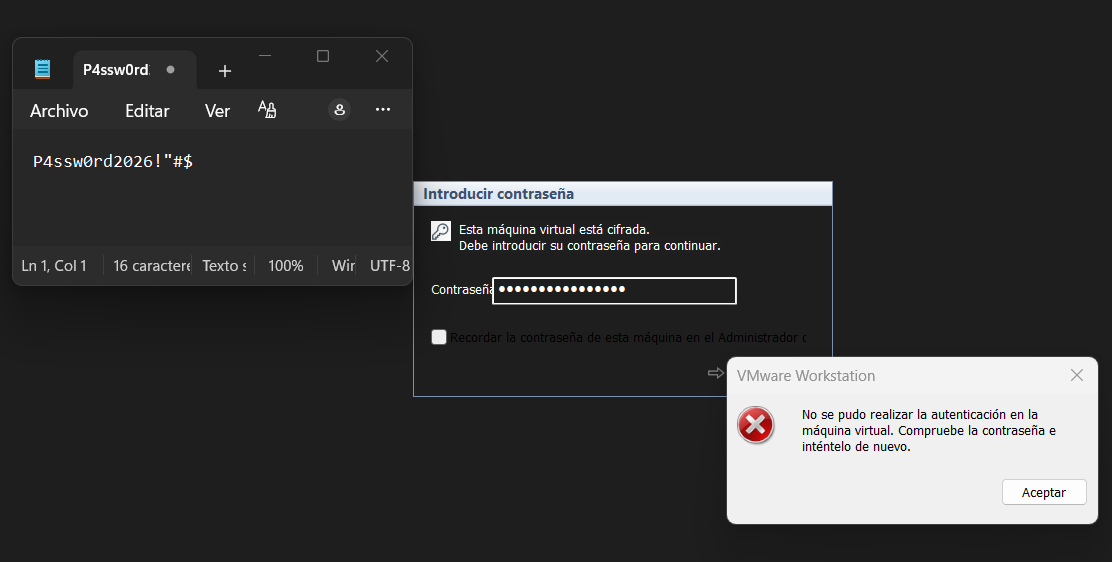 P4ssw0rd2
Archivo Editar Ver
P4ssw0rd2026!"#$
Ln 1, Col 1 16 caractere Texto s 100% Wir UTF-8
Introducir contraseña
Esta máquina virtual está cifrada.
Debe introducir su contraseña para continuar.
Contraseña
Recordar la contraseña de esta máquina en el Administrador d
VMware Workstation
No se pudo realizar la autenticación en la
máquina virtual. Compruebe la contraseña e
inténtelo de nuevo.
Aceptar